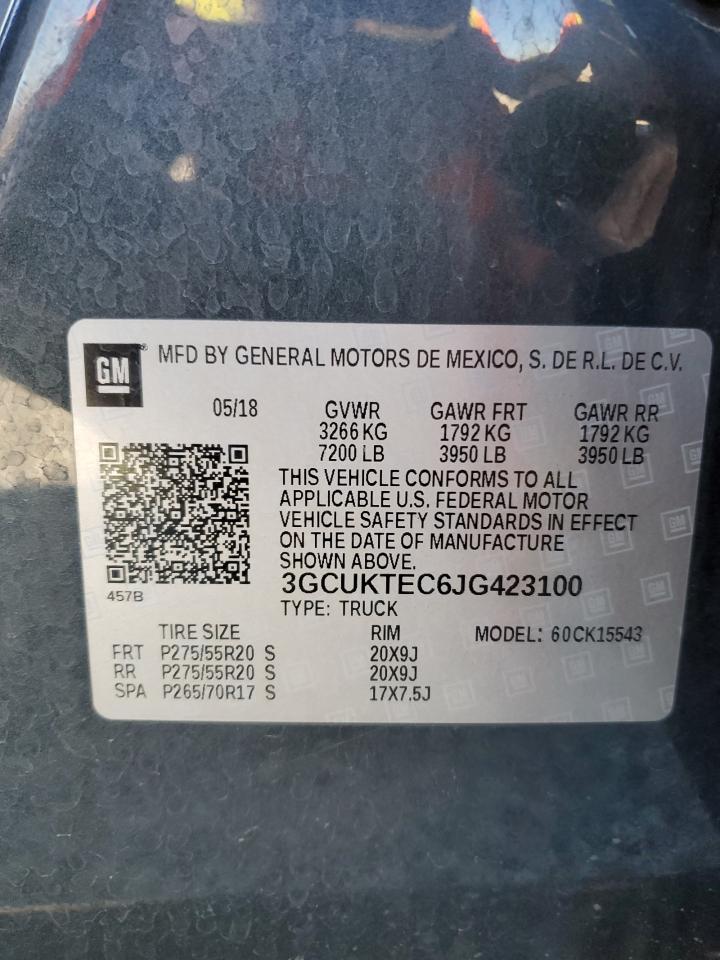 GM
MFD BY GENERAL MOTORS DE MEXICO, S. DE R.L. DE C.V.
05/18 GVWR GAWR FRT GAWR RR
3266 KG 1792 KG 1792 KG
7200 LB 3950 LB 3950 LB
THIS VEHICLE CONFORMS TO ALL
APPLICABLE U.S. FEDERAL MOTOR
VEHICLE SAFETY STANDARDS IN EFFECT
ON THE DATE OF MANUFACTURE
SHOWN ABOVE.
457B
3GCUKTEC6JG423100
TYPE: TRUCK
TIRE SIZE RIM MODEL: 60CK15543
FRT P275/55R20 S 20X9J
RR P275/55R20 S 20X9J
SPA P265/70R17 S 17X7.5J